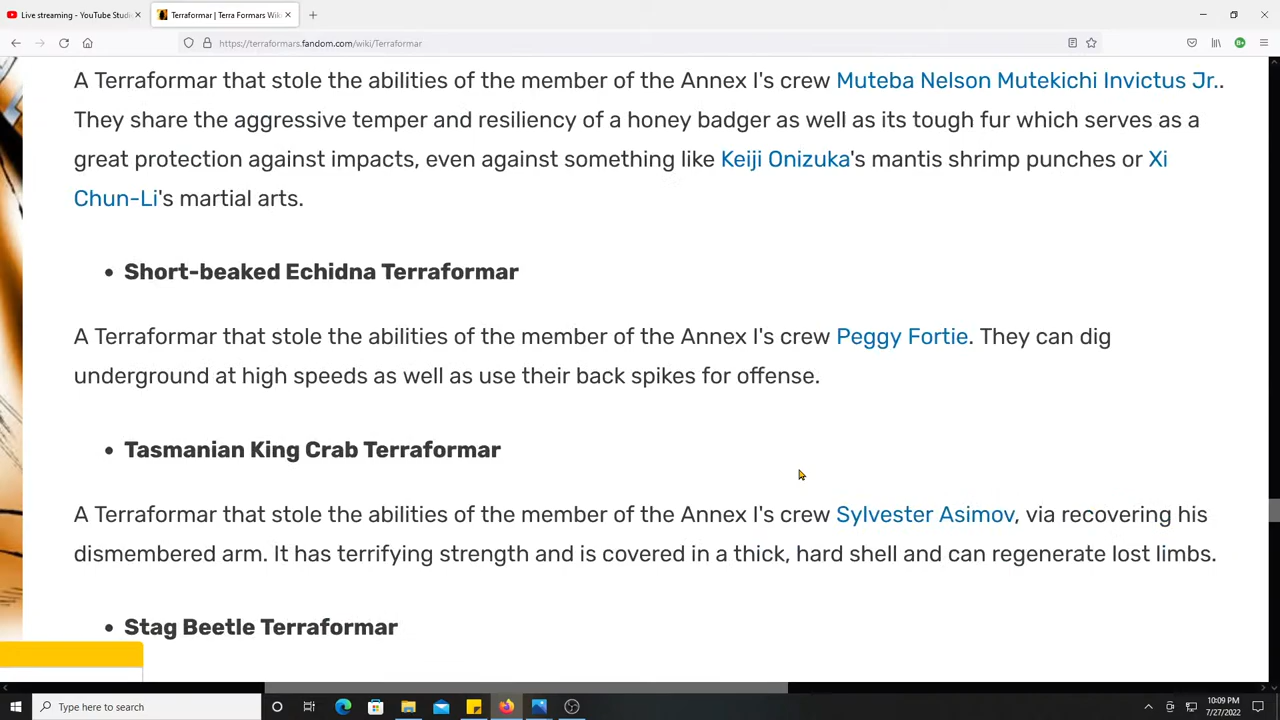 Live streaming - YouTube Studi
Terraformar | Terra Formars Wiki
https://terraformars.fandom.com/wiki/Terraformar
A Terraformar that stole the abilities of the member of the Annex I's crew Muteba Nelson Mutekichi Invictus Jr..
They share the aggressive temper and resiliency of a honey badger as well as its tough fur which serves as a
great protection against impacts, even against something like Keiji Onizuka's mantis shrimp punches or Xi
Chun-Li's martial arts.
• Short-beaked Echidna Terraformar
A Terraformar that stole the abilities of the member of the Annex I's crew Peggy Fortie. They can dig
underground at high speeds as well as use their back spikes for offense.
• Tasmanian King Crab Terraformar
A Terraformar that stole the abilities of the member of the Annex I's crew Sylvester Asimov, via recovering his
dismembered arm. It has terrifying strength and is covered in a thick, hard shell and can regenerate lost limbs.
• Stag Beetle Terraformar
Type here to search
10:09 PM
7/27/2022